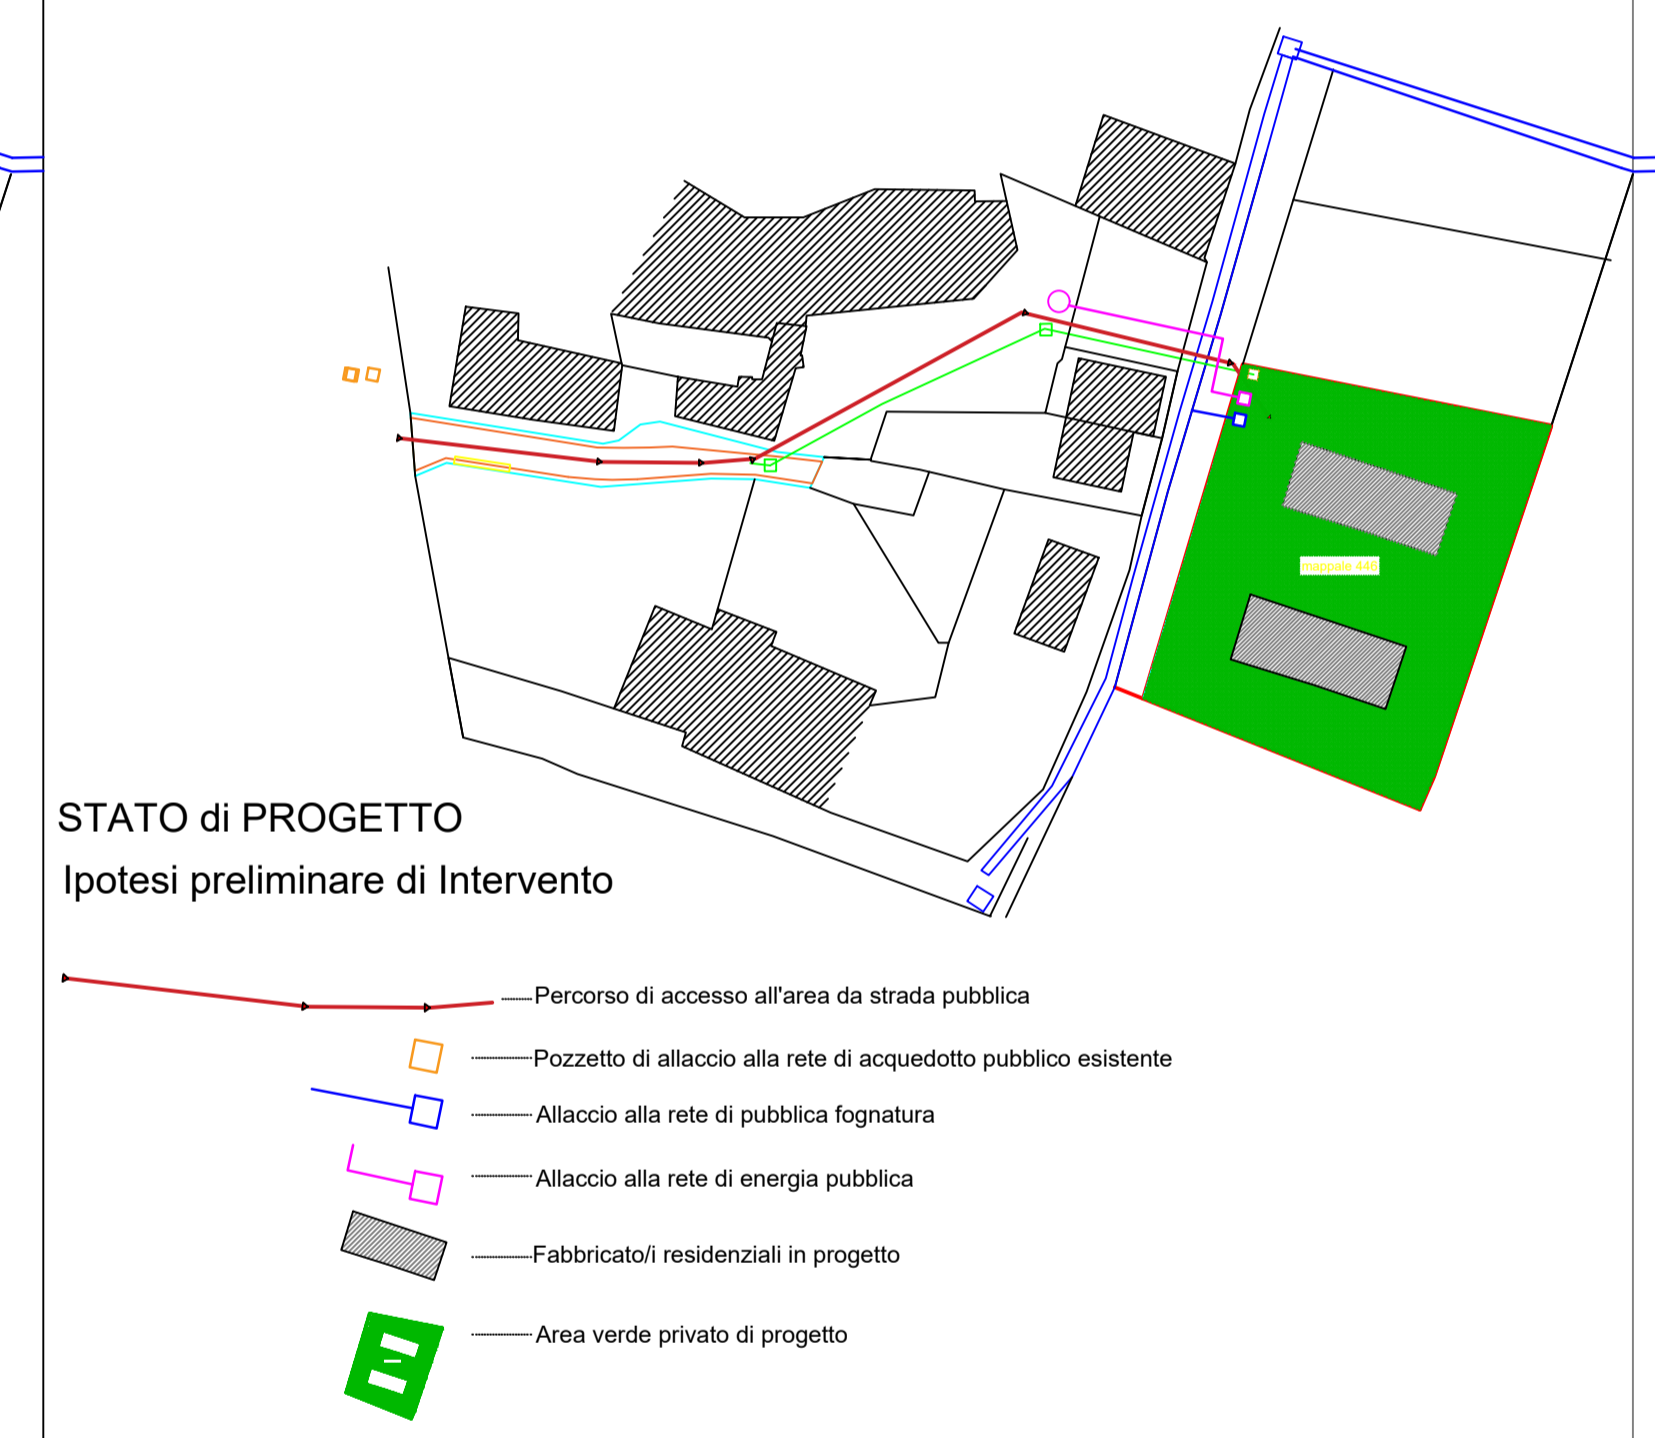 mappale 446
STATO di PROGETTO
Ipotesi preliminare di Intervento
Percorso di accesso all'area da strada pubblica
Pozzetto di allaccio alla rete di acquedotto pubblico esistente
Allaccio alla rete di pubblica fognatura
Allaccio alla rete di energia pubblica
Fabbricato/i residenziali in progetto
Area verde privato di progetto